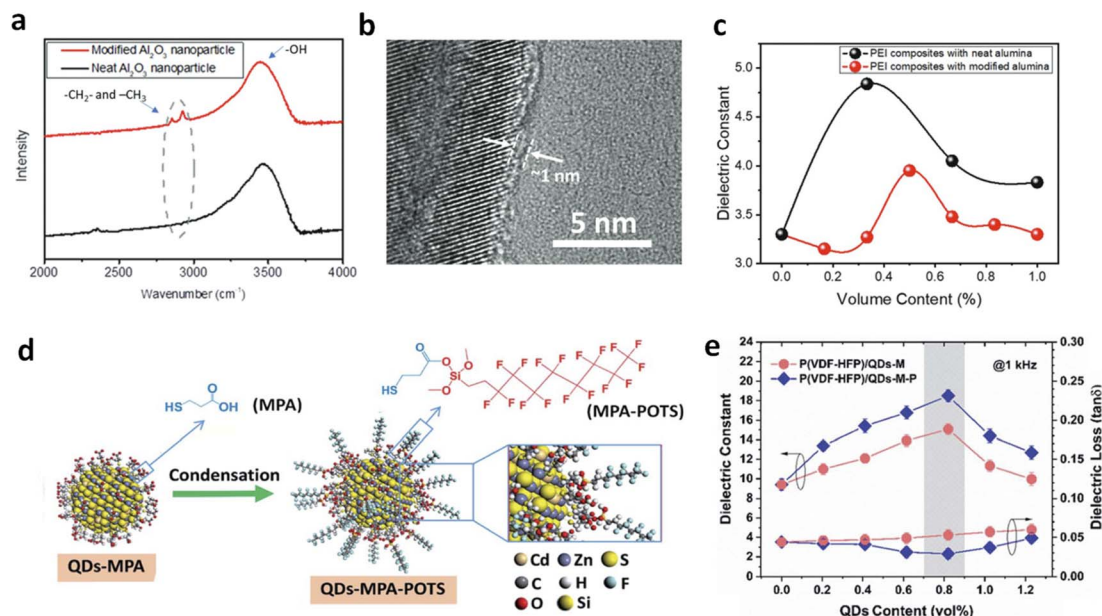 a
Modified Al₂O₃ nanoparticle
Neat Al₂O₃ nanoparticle
-OH
-CH₂- and –CH₃
Intensity
2000 2500 3000 3500 4000
Wavenumber (cm⁻¹)
b
~1 nm
5 nm
c
PEI composites with neat alumina
PEI composites with modified alumina
Dielectric Constant
5.0
4.5
4.0
3.5
3.0
0.0 0.2 0.4 0.6 0.8 1.0
Volume Content (%)
d
HS O OH (MPA)
HS O O Si O O F F F F F F F F F F F F F
(MPA-POTS)
Condensation
QDs-MPA
QDs-MPA-POTS
Cd Zn S
C H F
O Si
e
P(VDF-HFP)/QDs-M
P(VDF-HFP)/QDs-M-P
@1 kHz
Dielectric Constant
24
22
20
18
16
14
12
10
8
6
4
2
0
0.30
0.25
0.20
0.15
0.10
0.05
0.00
Dielectric Loss (tanδ)
0.0 0.2 0.4 0.6 0.8 1.0 1.2
QDs Content (vol%)